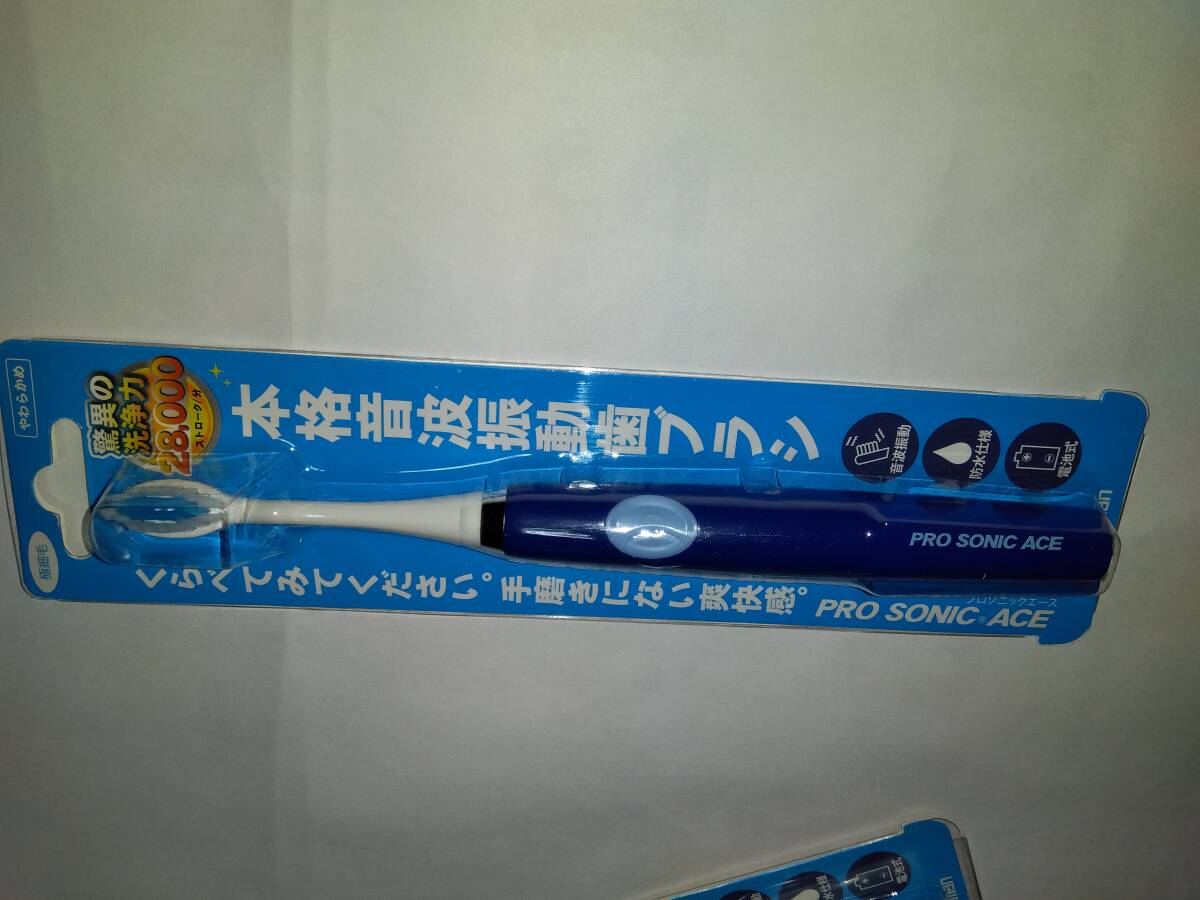 やわらかめ
極細毛
驚異の
洗浄力
28,000
ストローク/分
本格音波振動歯ブラシ
音波振動
防水仕様
電池式
PRO SONIC ACE
くらべてみてください。手磨きにない爽快感。
プロソニックエース
PRO SONIC® ACE
電池式